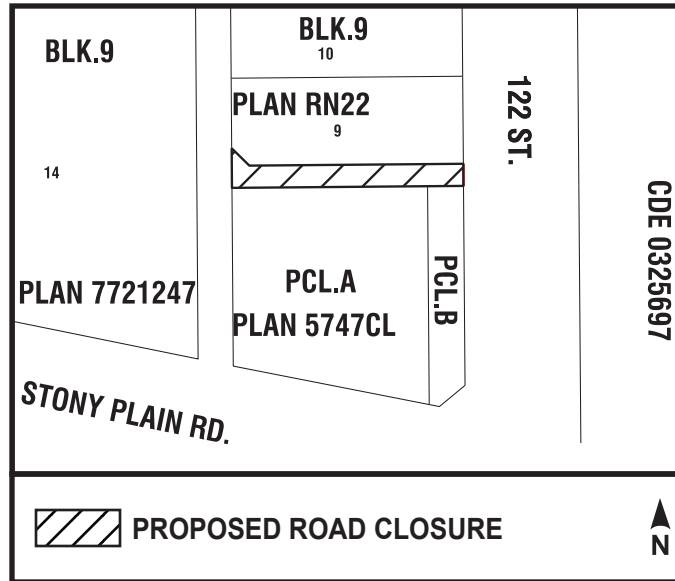 BLK.9
BLK.9
10
PLAN RN22
9
122 ST.
14
CDE 0325697
PLAN 7721247
PCL.A
PLAN 5747CL
PCL.B
STONY PLAIN RD.
PROPOSED ROAD CLOSURE
N